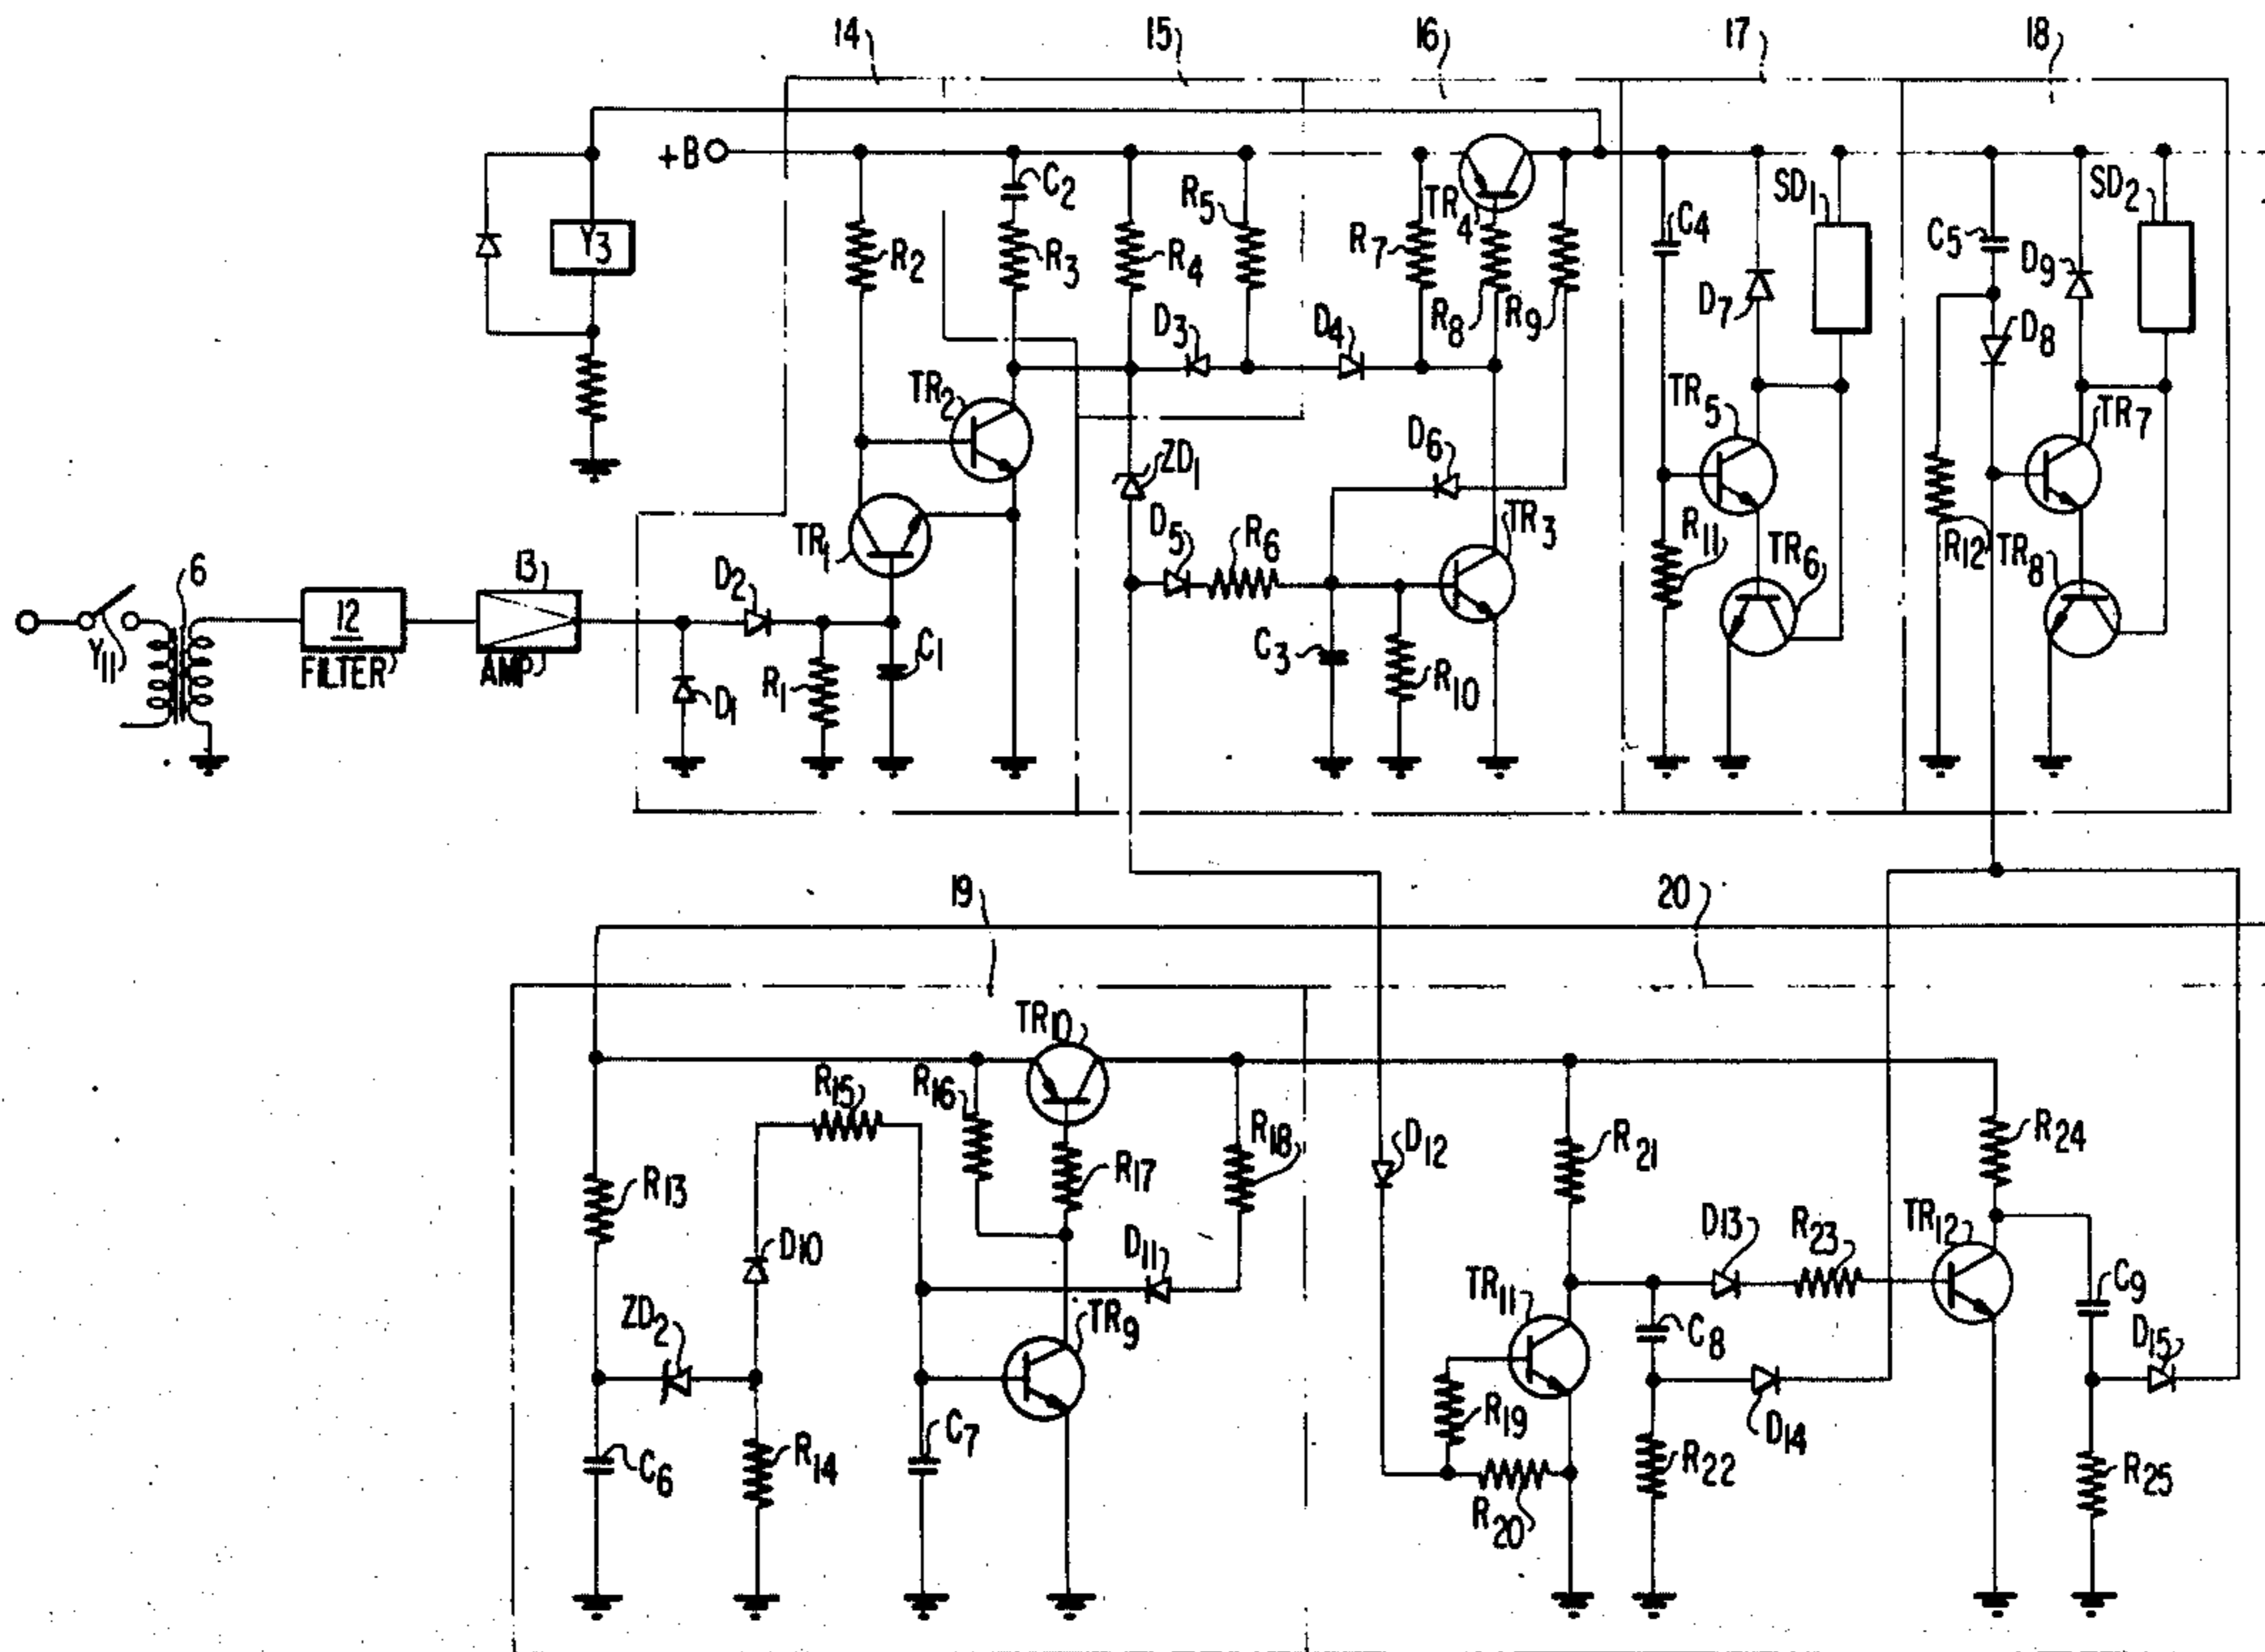 14 15 16 17 18
+B
Y3
C2
R2 R3 R4 R5 R7 TR4 R8 R9 C4 SD1 C5 D9 SD2
D7 D8
D3 D4
TR2 TR5 TR7
ZD1 D6
TR1 D5 R6 TR3 R11 TR6 R12 TR8
6 12 FILTER 13 AMP D2
Y11
D1 R1 C1 C3 R10
19 20
TR10
R15 R16 R17 R18 D12 R21 R24
R13 D10 D11 D13 R23 TR12
ZD2 TR9 TR11 C8 C9 D15
R19 D14
C6 R14 C7 R20 R22 R25